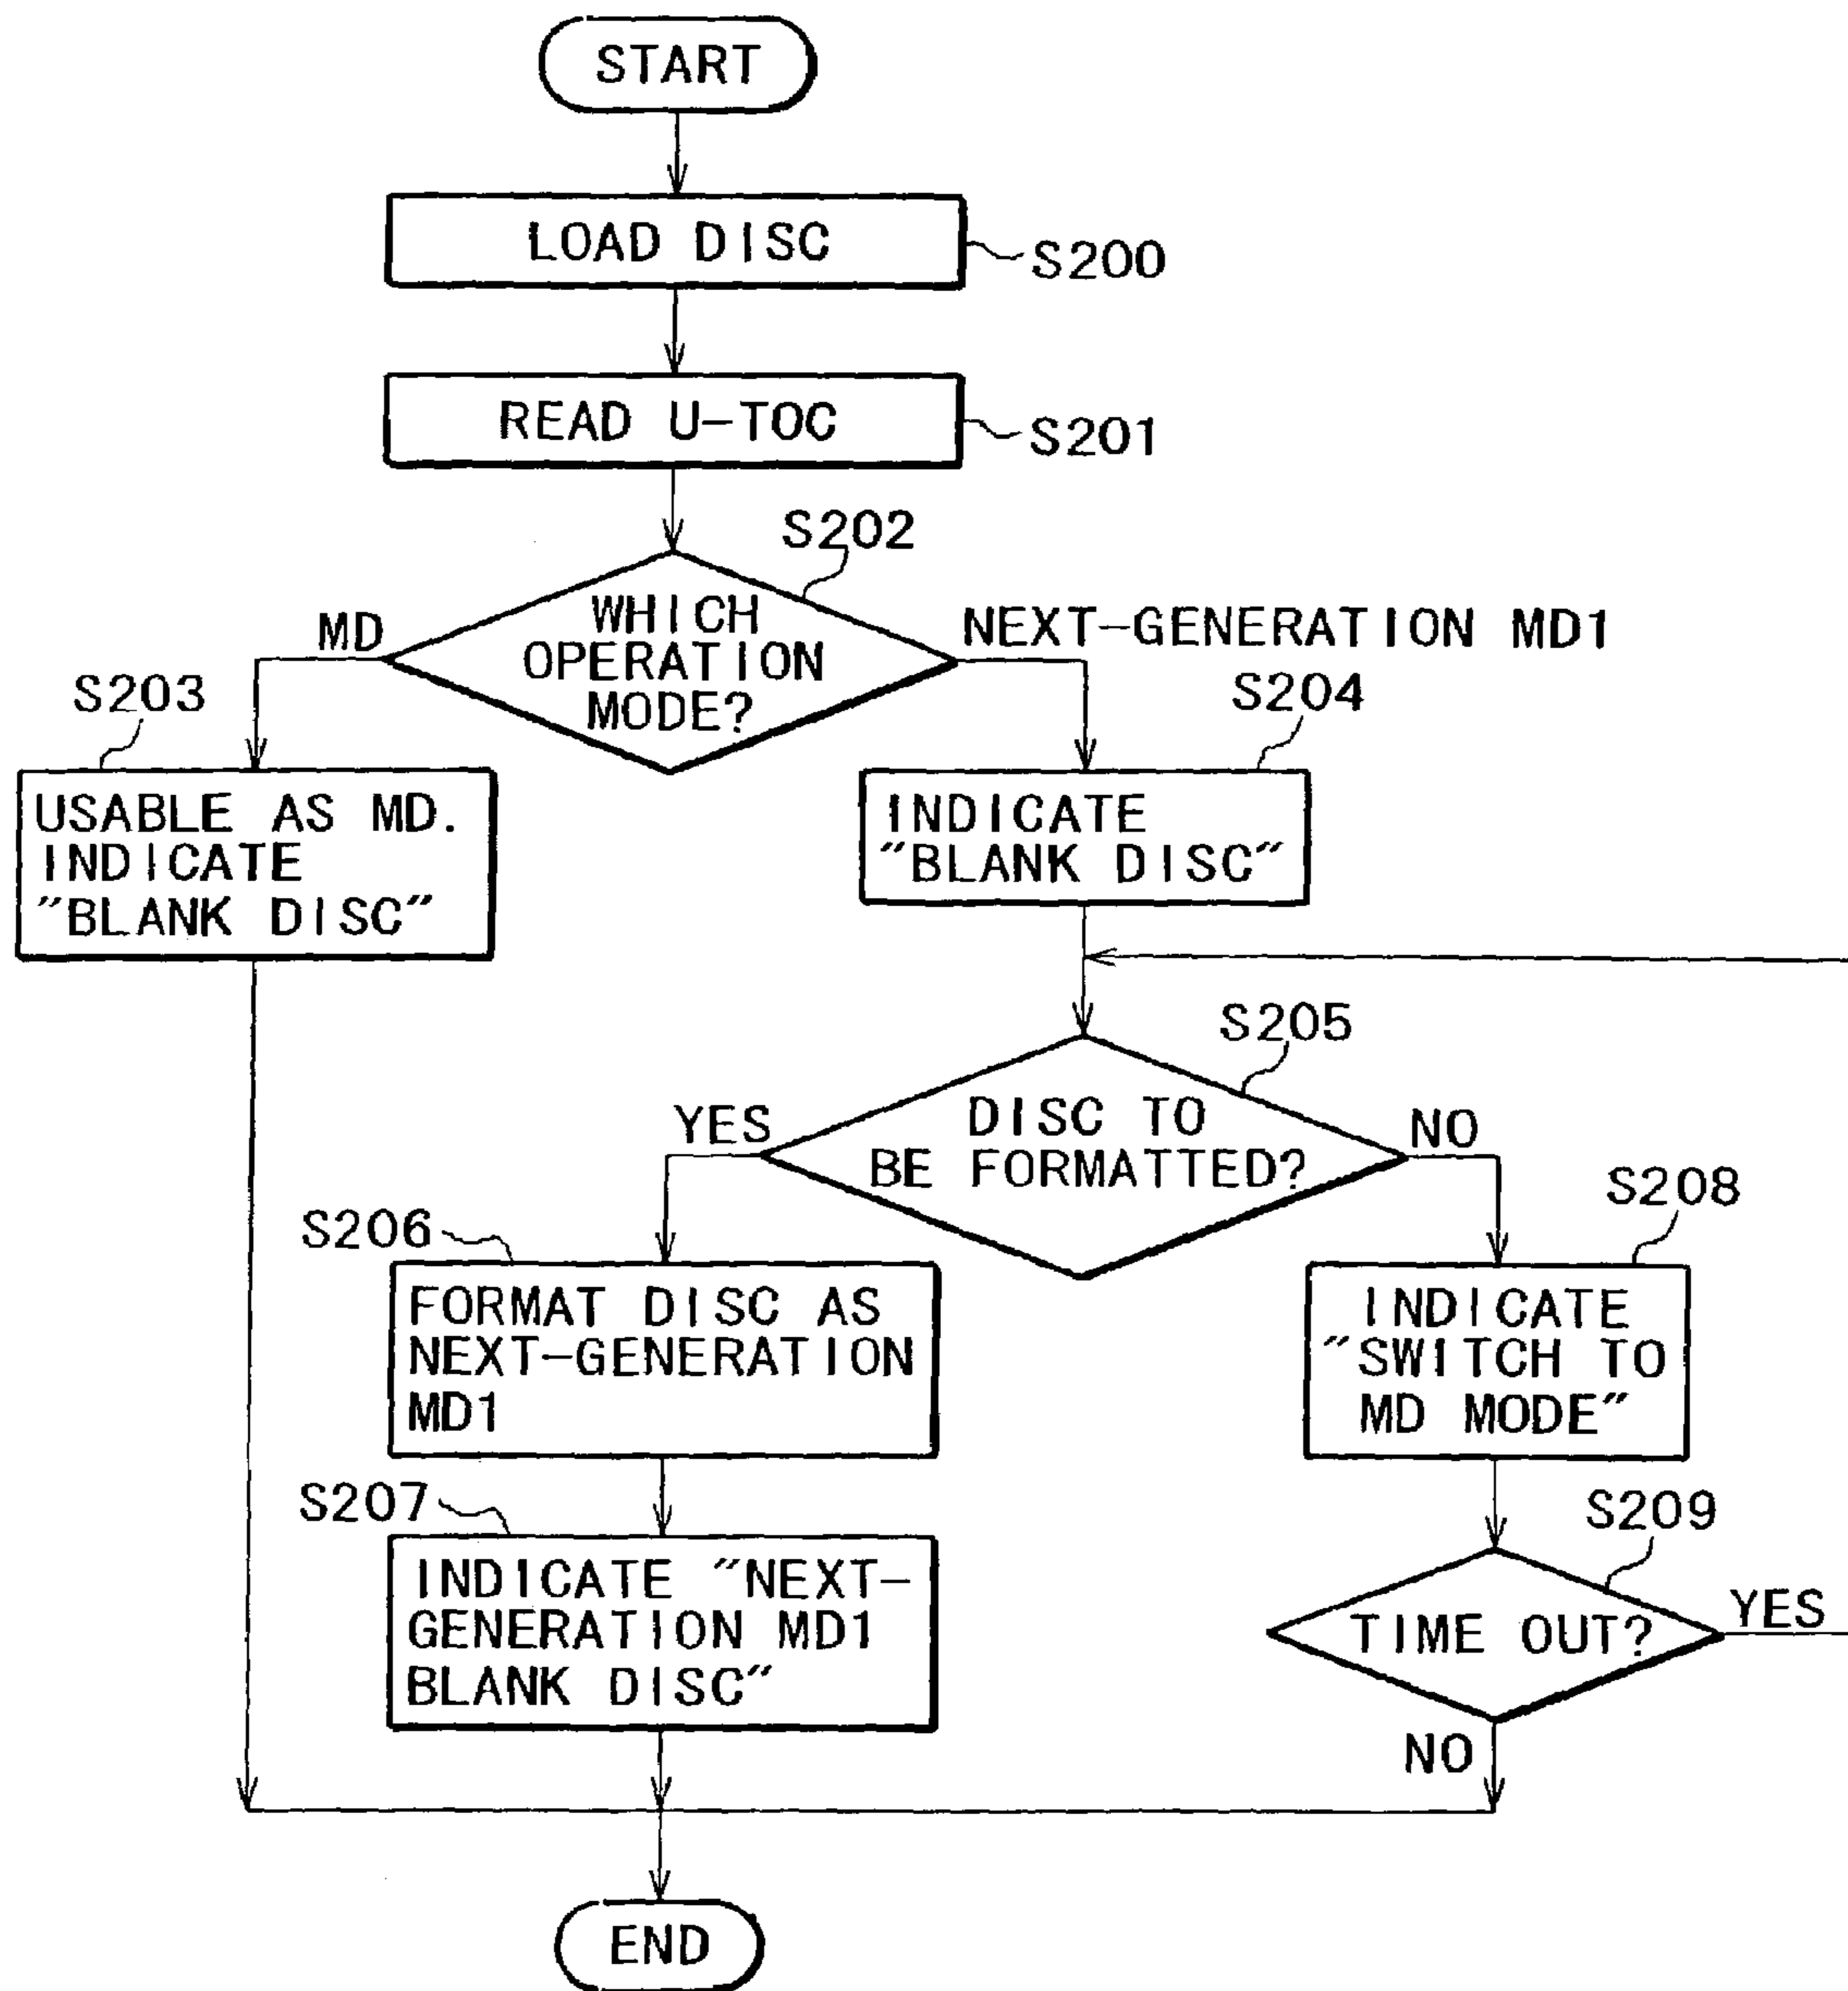 START
LOAD DISC
S200
READ U-TOC
S201
S202
WHICH
OPERATION
MODE?
MD
NEXT-GENERATION MD1
S203
USABLE AS MD.
INDICATE
"BLANK DISC"
S204
INDICATE
"BLANK DISC"
S205
DISC TO
BE FORMATTED?
YES
NO
S206
FORMAT DISC AS
NEXT-GENERATION
MD1
S208
INDICATE
"SWITCH TO
MD MODE"
S207
INDICATE "NEXT-
GENERATION MD1
BLANK DISC"
S209
TIME OUT?
YES
NO
END